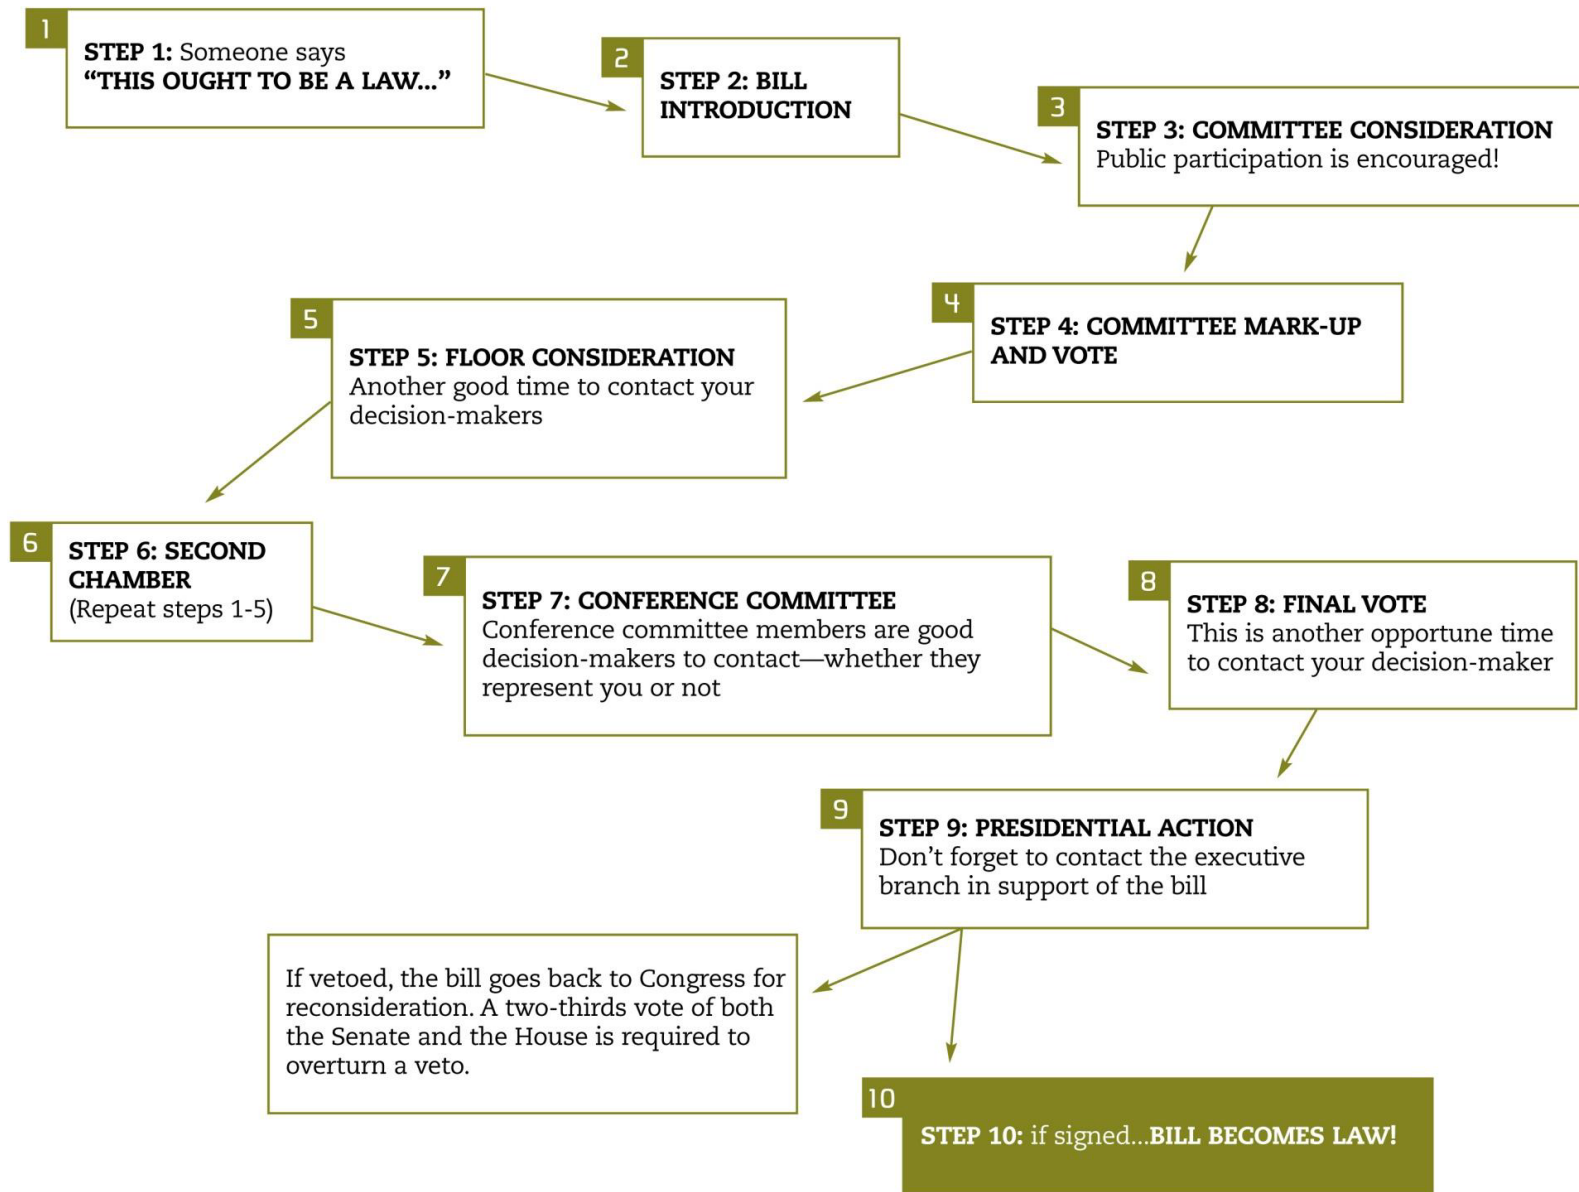 1
STEP 1: Someone says
“THIS OUGHT TO BE A LAW...”
2
STEP 2: BILL
INTRODUCTION
3
STEP 3: COMMITTEE CONSIDERATION
Public participation is encouraged!
4
STEP 4: COMMITTEE MARK-UP
AND VOTE
5
STEP 5: FLOOR CONSIDERATION
Another good time to contact your
decision-makers
6
STEP 6: SECOND
CHAMBER
(Repeat steps 1-5)
7
STEP 7: CONFERENCE COMMITTEE
Conference committee members are good
decision-makers to contact—whether they
represent you or not
8
STEP 8: FINAL VOTE
This is another opportune time
to contact your decision-maker
9
STEP 9: PRESIDENTIAL ACTION
Don’t forget to contact the executive
branch in support of the bill
If vetoed, the bill goes back to Congress for
reconsideration. A two-thirds vote of both
the Senate and the House is required to
overturn a veto.
10
STEP 10: if signed...BILL BECOMES LAW!